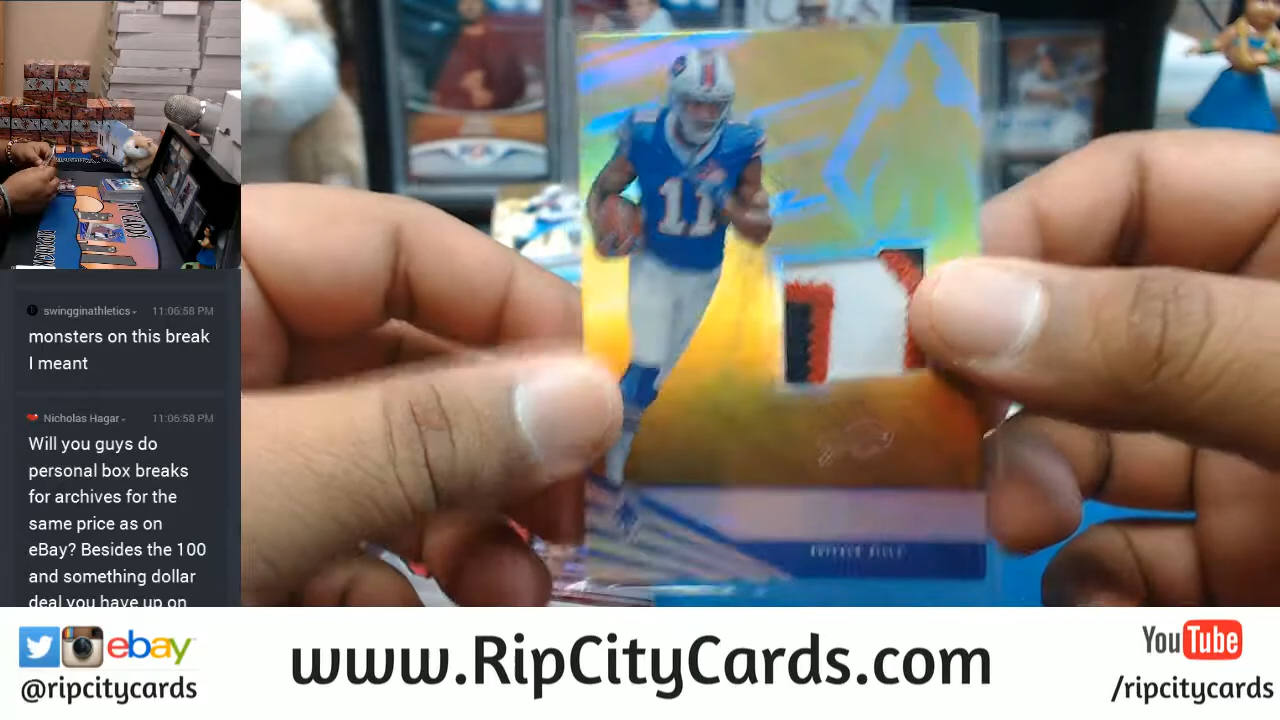 swingginathletics
11:06:58 PM
monsters on this break
I meant
Nicholas Hagar
11:06:58 PM
Will you guys do
personal box breaks
for archives for the
same price as on
eBay? Besides the 100
and something dollar
deal you have up on
11
BUFFALO BILLS
ebay
@ripcitycards
www.RipCityCards.com
YouTube
/ripcitycards